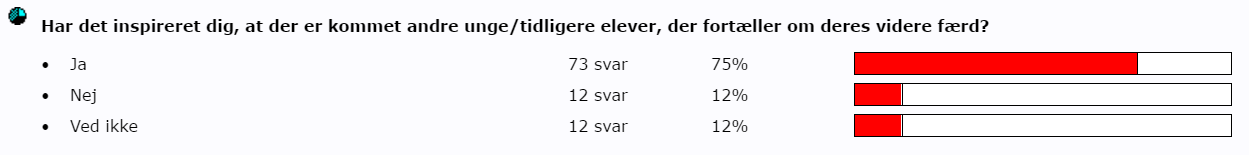 Har det inspireret dig, at der er kommet andre unge/tidligere elever, der fortæller om deres videre færd?
• Ja 73 svar 75%
• Nej 12 svar 12%
• Ved ikke 12 svar 12%